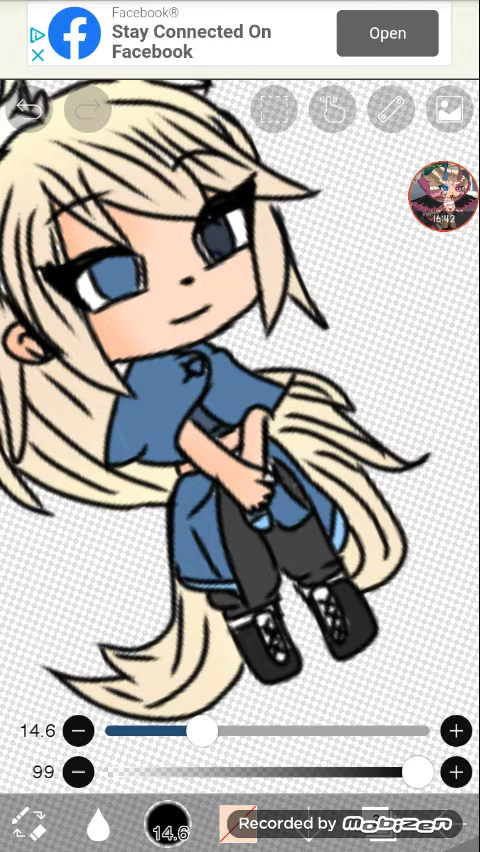 Facebook®
Stay Connected On
Facebook
Open
16:42
14.6
99
14.6
Recorded by MOBIZEN